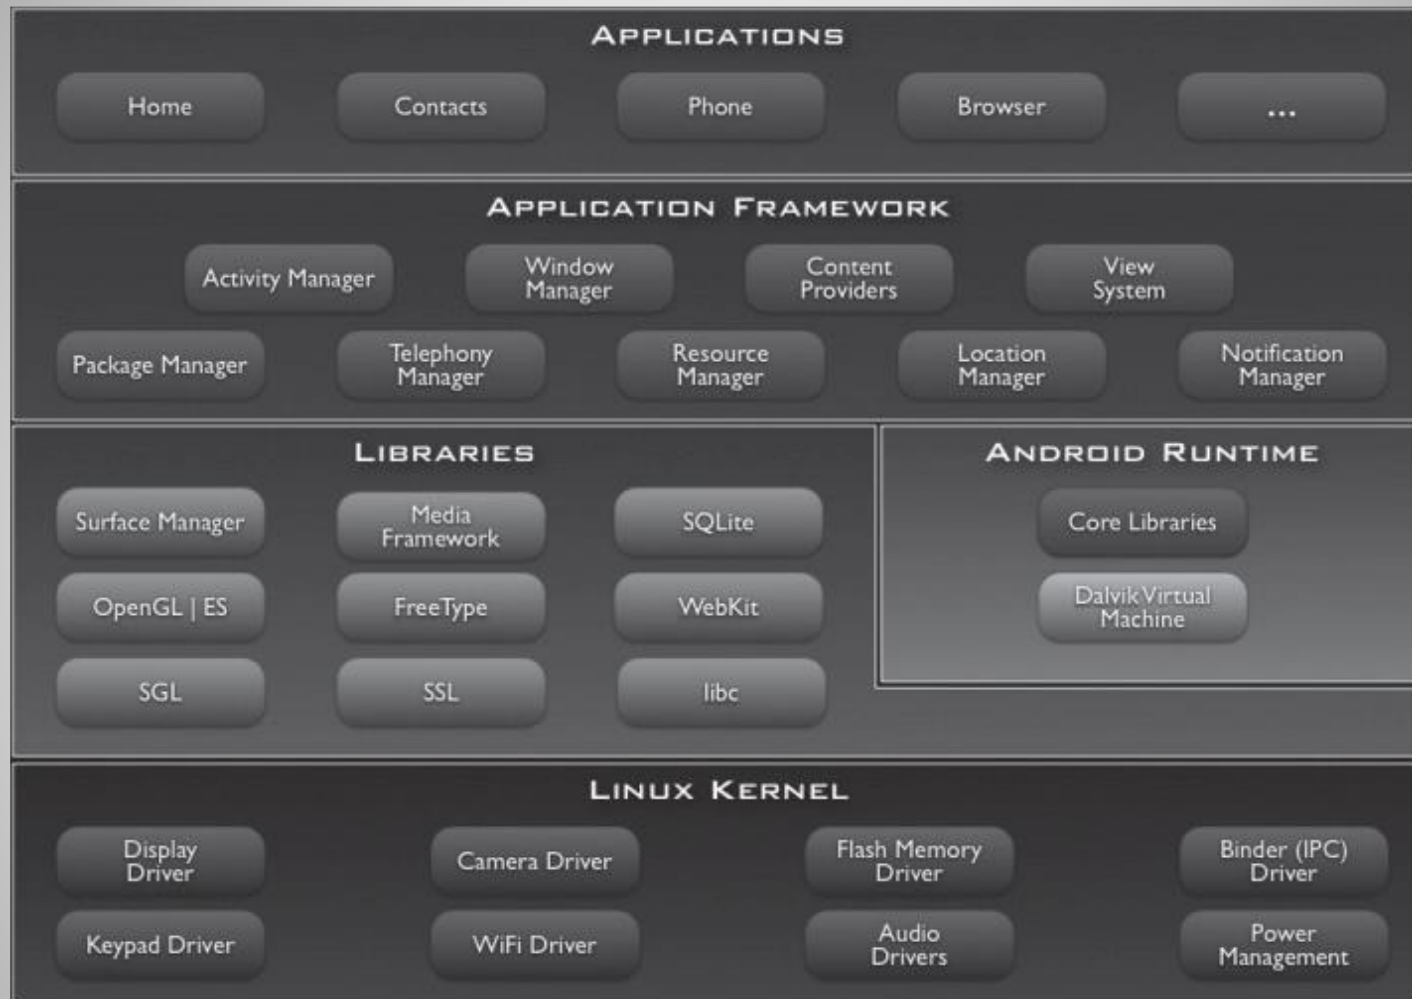 APPLICATIONS
Home
Contacts
Phone
Browser
...
APPLICATION FRAMEWORK
Activity Manager
Window
Manager
Content
Providers
View
System
Package Manager
Telephony
Manager
Resource
Manager
Location
Manager
Notification
Manager
LIBRARIES
Surface Manager
Media
Framework
SQLite
OpenGL | ES
FreeType
WebKit
SGL
SSL
libc
ANDROID RUNTIME
Core Libraries
Dalvik Virtual
Machine
LINUX KERNEL
Display
Driver
Camera Driver
Flash Memory
Driver
Binder (IPC)
Driver
Keypad Driver
WiFi Driver
Audio
Drivers
Power
Management